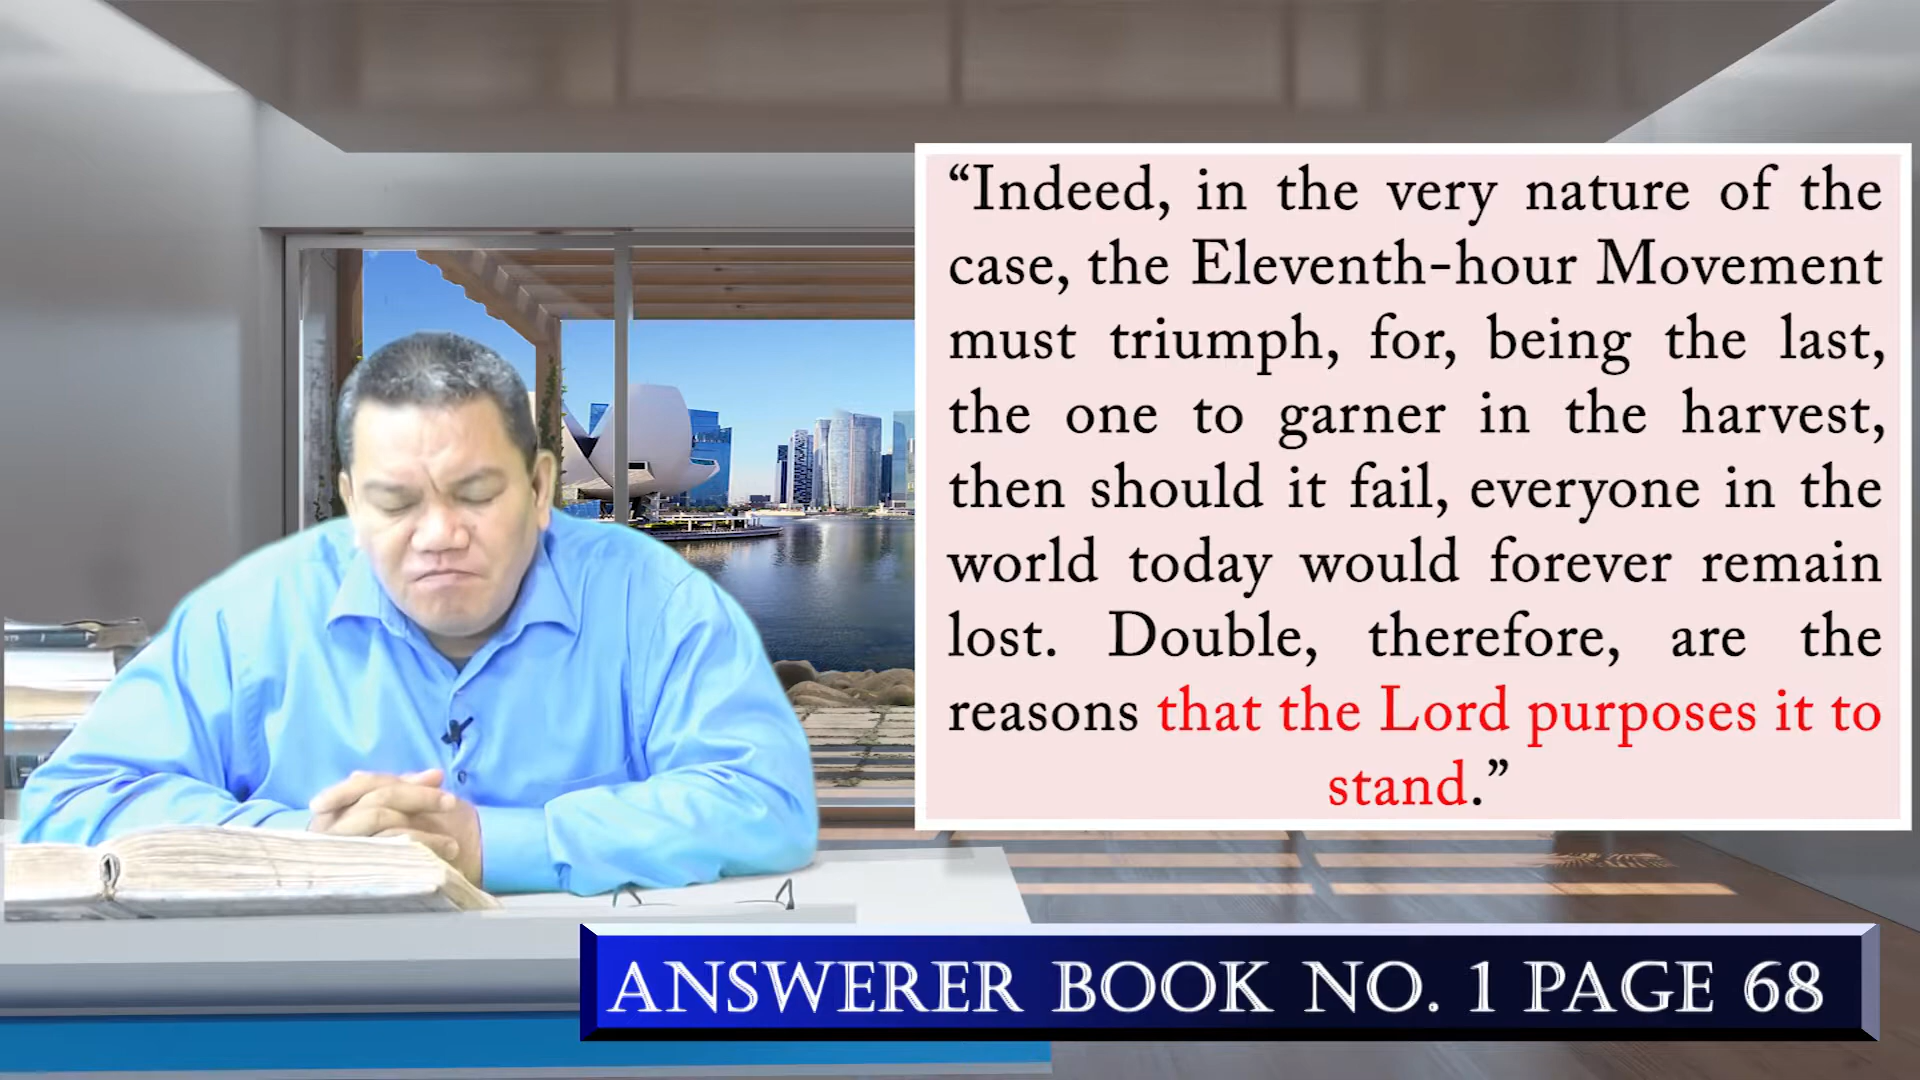 “Indeed, in the very nature of the
case, the Eleventh-hour Movement
must triumph, for, being the last,
the one to garner in the harvest,
then should it fail, everyone in the
world today would forever remain
lost. Double, therefore, are the
reasons that the Lord purposes it to
stand.”
ANSWERER BOOK NO. 1 PAGE 68